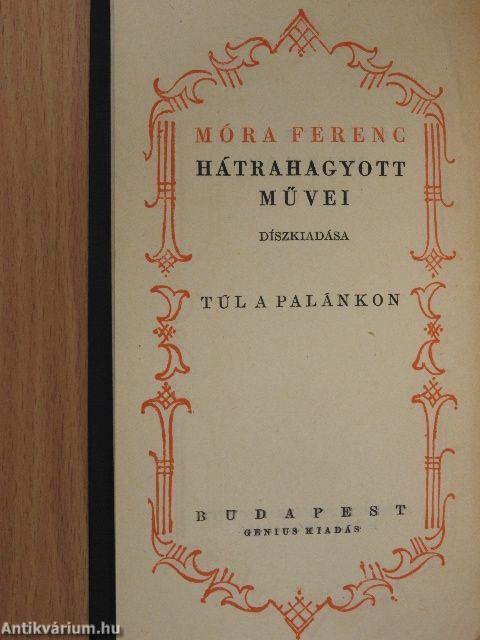 MÓRA FERENC
HÁTRAHAGYOTT
MŰVEI
DÍSZKIADÁSA
TÚL A PALÁNKON
BUDAPEST
GENIUS KIADÁS
Antikvárium.hu